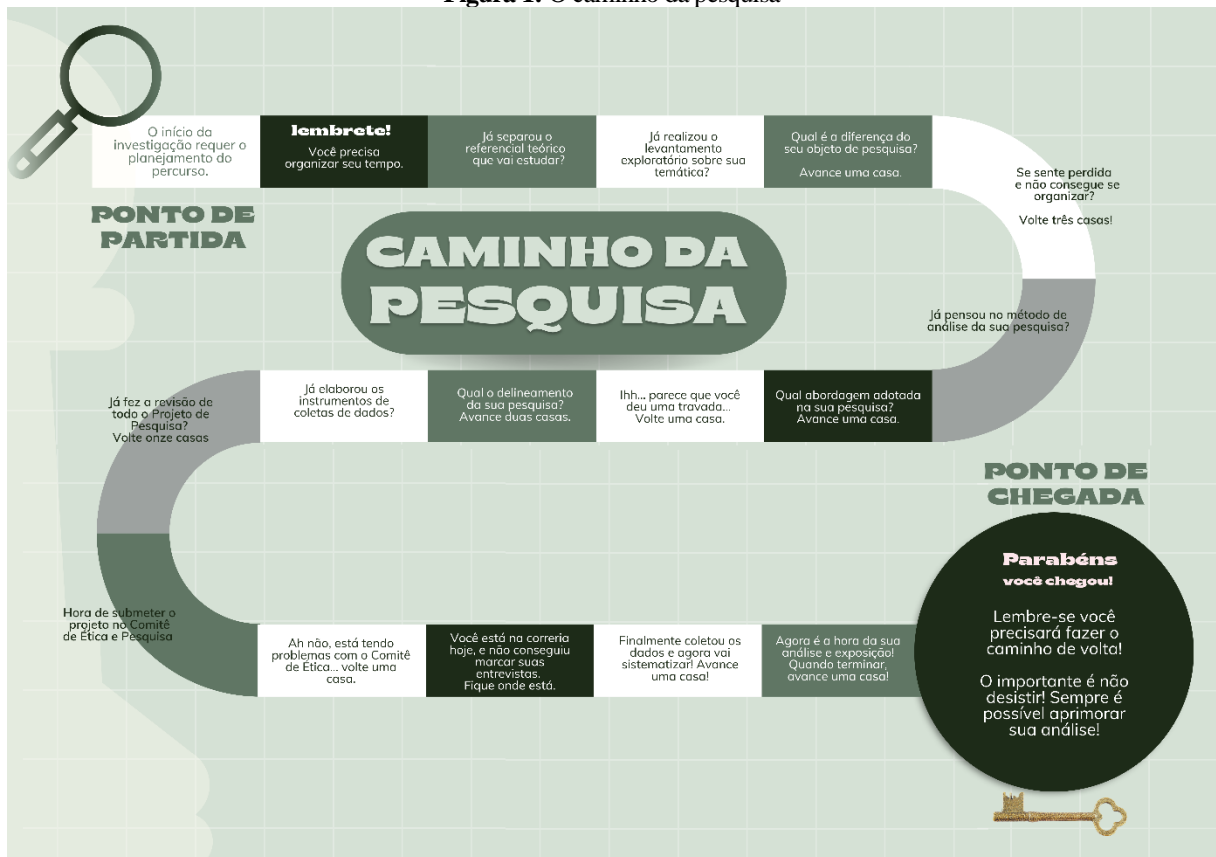 Figura 1: O caminho da pesquisa
O início da
investigação requer o
planejamento do
percurso.
lembrete!
Você precisa
organizar seu tempo.
Já separou o
referencial teórico
que vai estudar?
Já realizou o
levantamento
exploratório sobre sua
temática?
Qual é a diferença do
seu objeto de pesquisa?
Avance uma casa.
Se sente perdida
e não consegue se
organizar?
Volte três casas!
PONTO DE
PARTIDA
CAMINHO DA
PESQUISA
Já pensou no método de
análise da sua pesquisa?
Qual abordagem adotada
na sua pesquisa?
Avance uma casa.
Ihh... parece que você
deu uma travada...
Volte uma casa.
Qual o delineamento
da sua pesquisa?
Avance duas casas.
Já elaborou os
instrumentos de
coletas de dados?
Já fez a revisão de
todo o Projeto de
Pesquisa?
Volte onze casas
Hora de submeter o
projeto no Comitê
de Ética e Pesquisa
Ah não, está tendo
problemas com o Comitê
de Ética... volte uma
casa.
Você está na correria
hoje, e não conseguiu
marcar suas
entrevistas.
Fique onde está.
Finalmente coletou os
dados e agora vai
sistematizar! Avance
uma casa!
Agora é a hora da sua
análise e exposição!
Quando terminar,
avance uma casa!
PONTO DE
CHEGADA
Parabéns
você chegou!
Lembre-se você
precisará fazer o
caminho de volta!
O importante é não
desistir! Sempre é
possível aprimorar
sua análise!